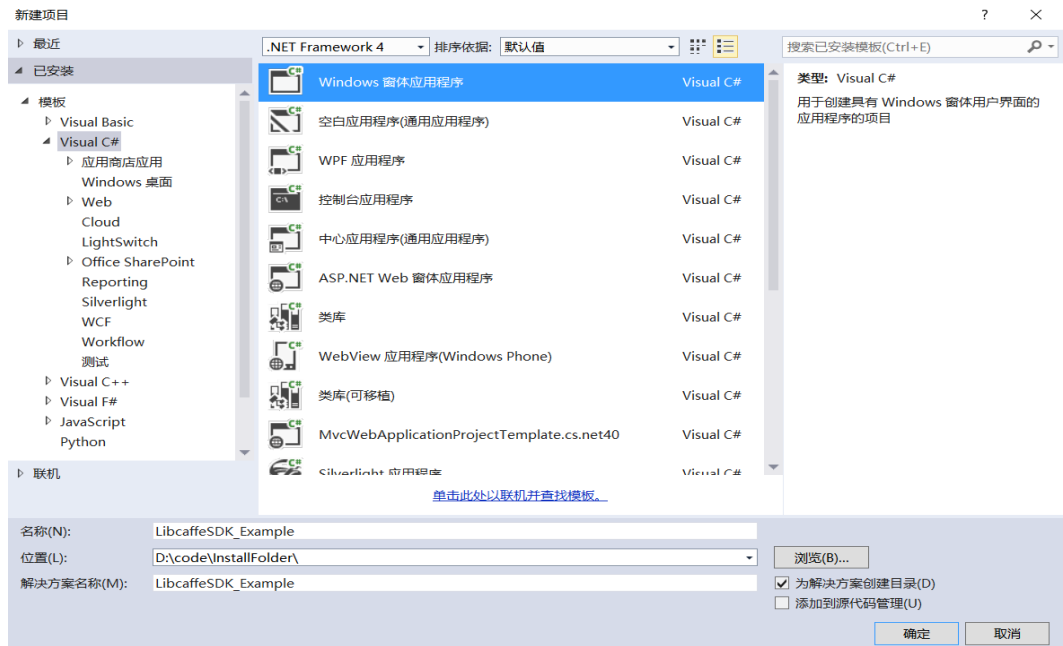 新建项目
?
最近
.NET Framework 4
排序依据:
默认值
搜索已安装模板(Ctrl+E)
已安装
模板
Visual Basic
Visual C#
应用商店应用
Windows 桌面
Web
Cloud
LightSwitch
Office SharePoint
Reporting
Silverlight
WCF
Workflow
测试
Visual C++
Visual F#
JavaScript
Python
联机
Windows 窗体应用程序 Visual C#
空白应用程序(通用应用程序) Visual C#
WPF 应用程序 Visual C#
控制台应用程序 Visual C#
中心应用程序(通用应用程序) Visual C#
ASP.NET Web 窗体应用程序 Visual C#
类库 Visual C#
WebView 应用程序(Windows Phone) Visual C#
类库(可移植) Visual C#
MvcWebApplicationProjectTemplate.cs.net40 Visual C#
Silverlight 应用程序 Visual C#
单击此处以联机并查找模板。
类型: Visual C#
用于创建具有 Windows 窗体用户界面的
应用程序的项目
名称(N): LibcaffeSDK_Example
位置(L): D:\code\InstallFolder\ 浏览(B)...
解决方案名称(M): LibcaffeSDK_Example
为解决方案创建目录(D)
添加到源代码管理(U)
确定 取消